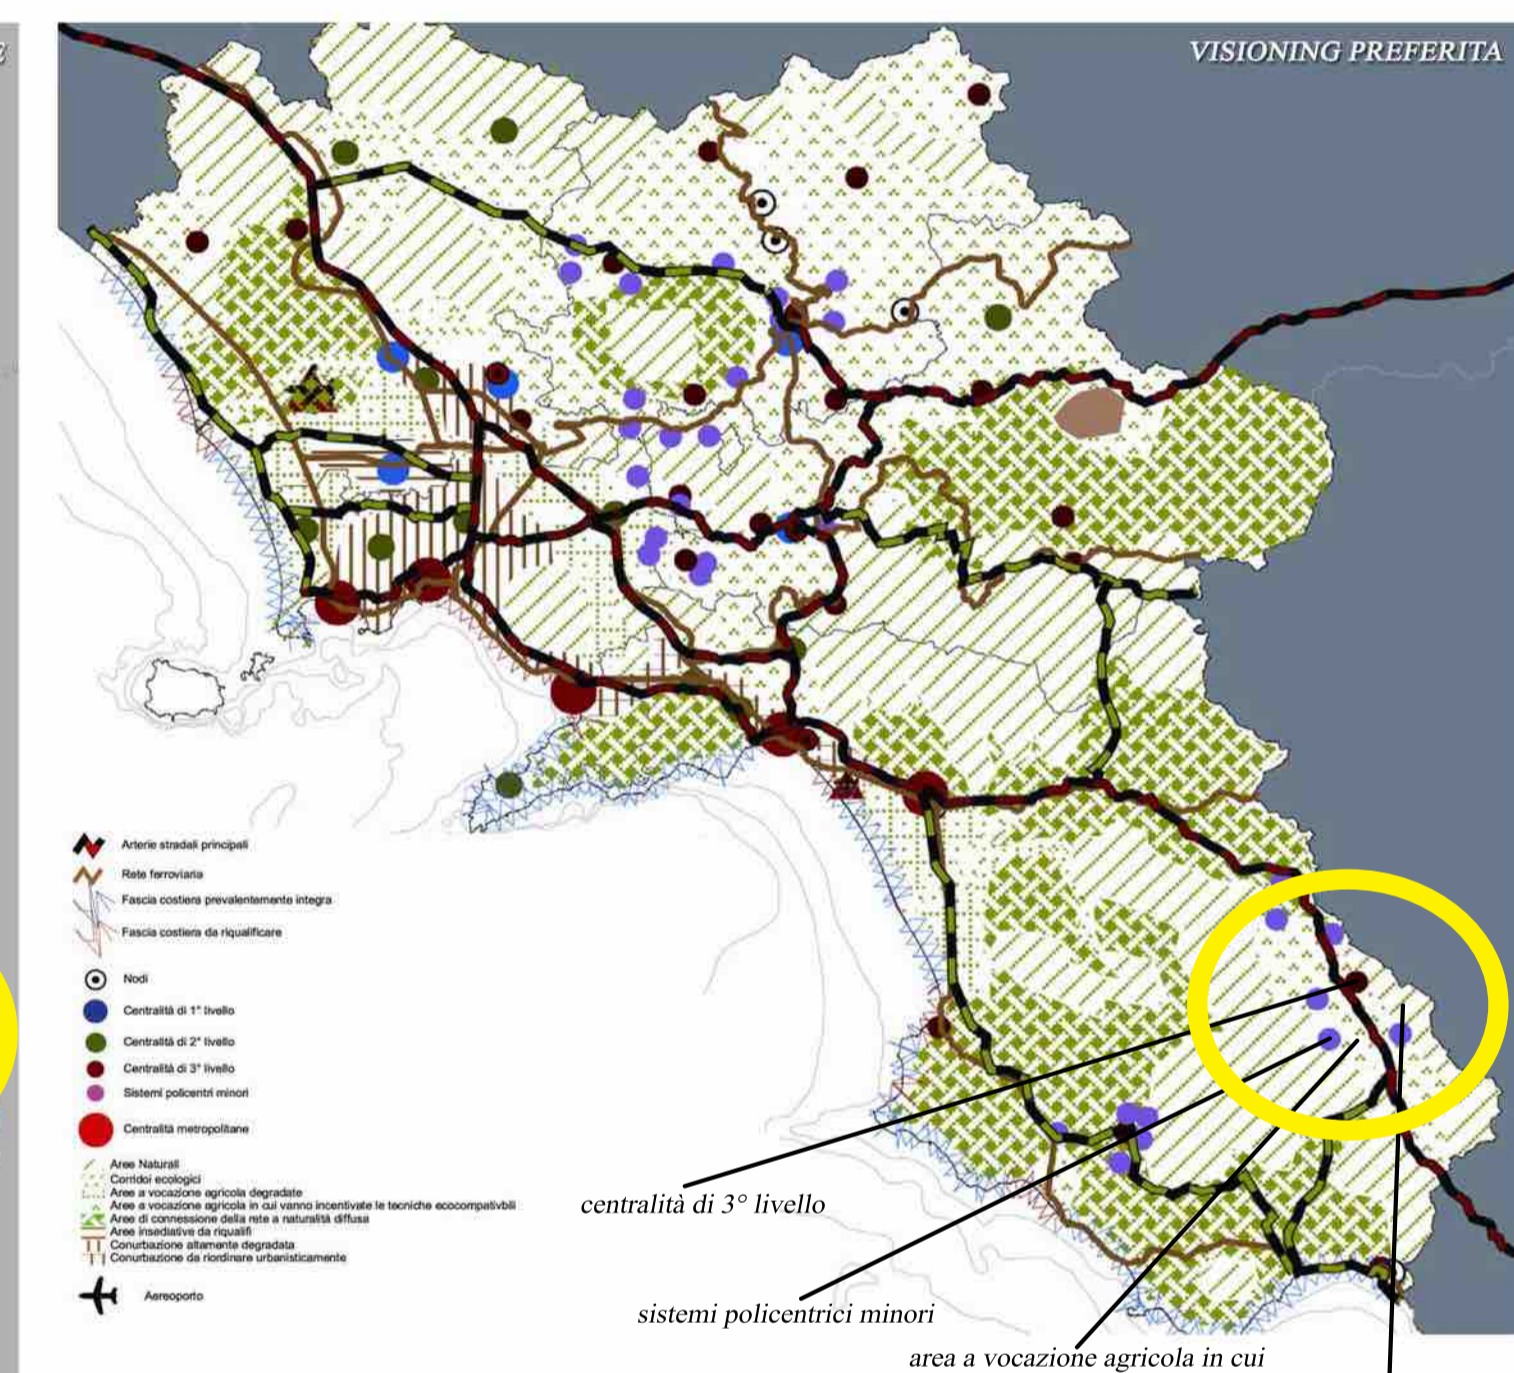 VISIONING PREFERITA
Arterie stradali principali
Rete ferroviaria
Fascia costiera prevalentemente integra
Fascia costiera da riqualificare
Nodi
Centralità di 1° livello
Centralità di 2° livello
Centralità di 3° livello
Sistemi policentri minori
Centralità metropolitane
Aree Naturali
Corridoi ecologici
Aree a vocazione agricola degradate
Aree a vocazione agricola in cui vanno incentivate le tecniche ecocompativbli
Aree di connessione della rete a naturalità diffusa
Aree insediative da riqualifi
Conurbazione altamente degradata
Conurbazione da riordinare urbanisticamente
Aereoporto
centralità di 3° livello
sistemi policentrici minori
area a vocazione agricola in cui